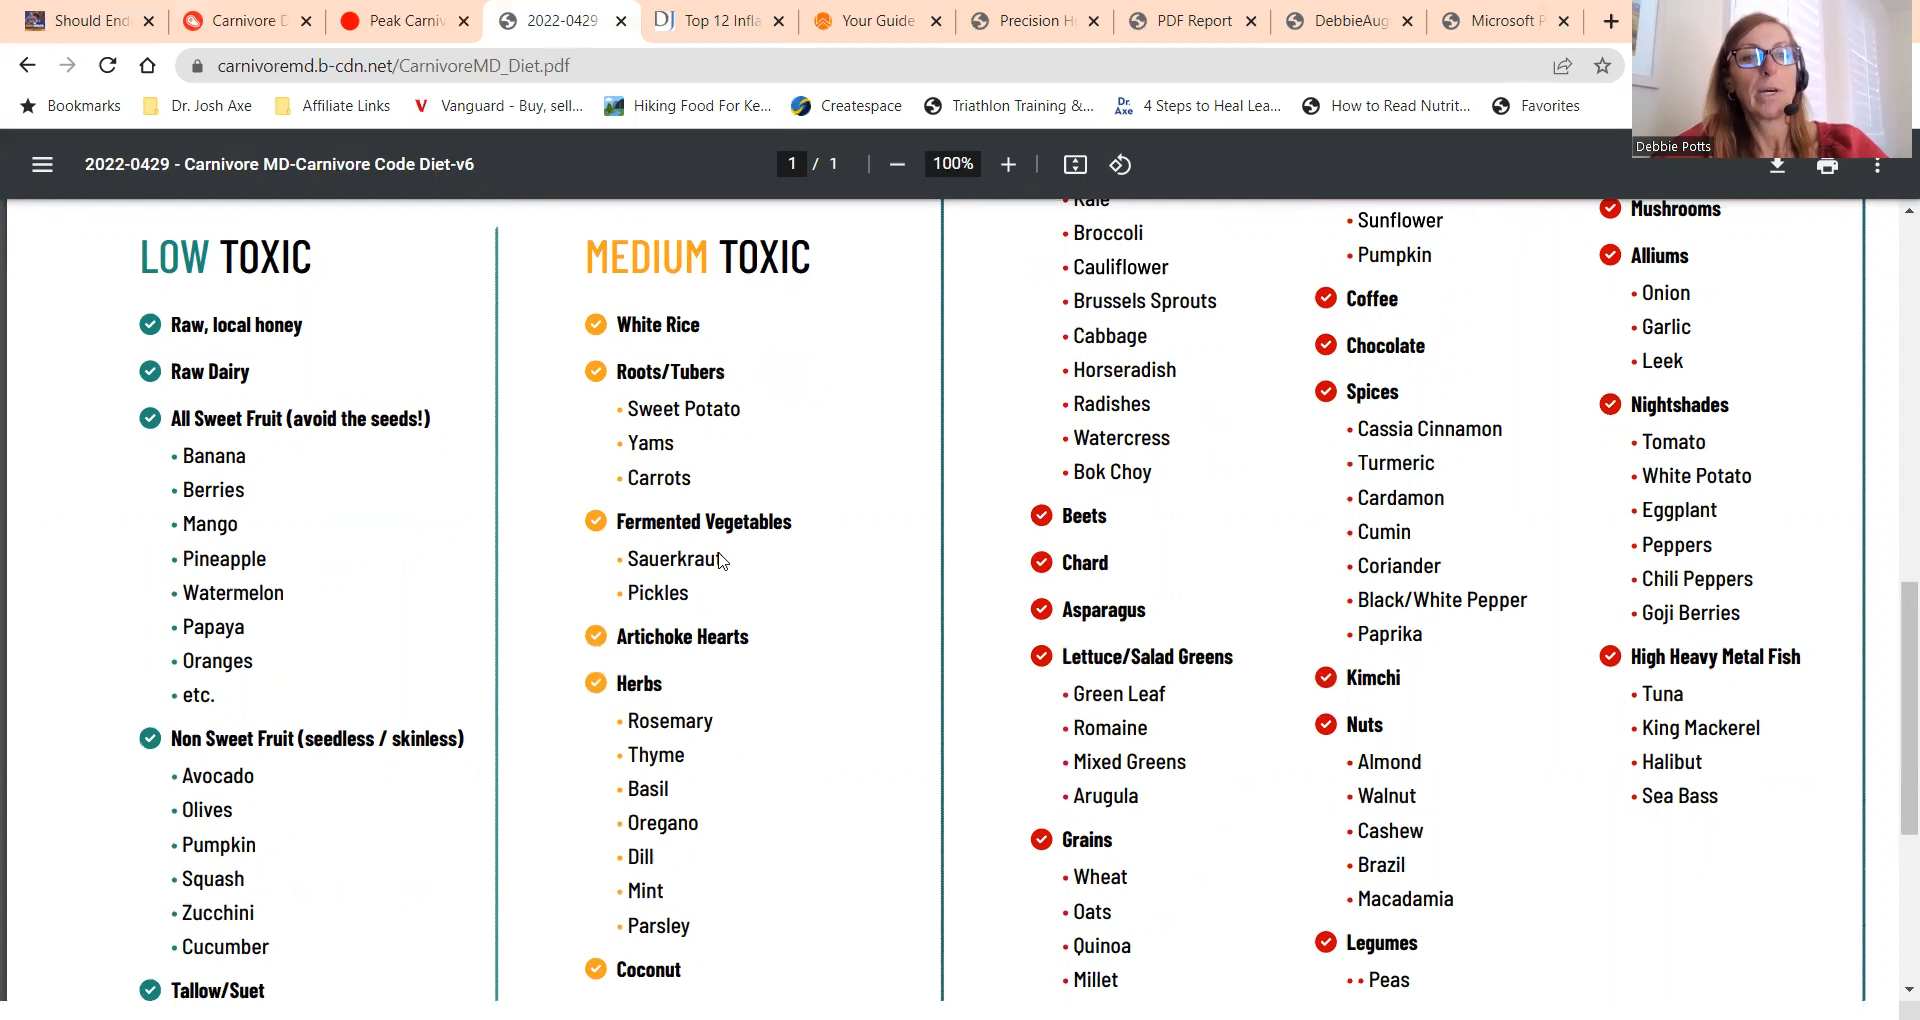 Should End
Carnivore D
Peak Carniv
2022-0429
DJ
Top 12 Infla
Your Guide
Precision He
PDF Report
DebbieAug
Microsoft P
carnivoremd.b-cdn.net/CarnivoreMD_Diet.pdf
Bookmarks
Dr. Josh Axe
Affiliate Links
Vanguard - Buy, sell...
Hiking Food For Ke...
Createspace
Triathlon Training &...
Dr. Axe
4 Steps to Heal Lea...
How to Read Nutrit...
Favorites
Debbie Potts
2022-0429 - Carnivore MD-Carnivore Code Diet-v6
1 / 1
100%
LOW TOXIC
Raw, local honey
Raw Dairy
All Sweet Fruit (avoid the seeds!)
• Banana
• Berries
• Mango
• Pineapple
• Watermelon
• Papaya
• Oranges
• etc.
Non Sweet Fruit (seedless / skinless)
• Avocado
• Olives
• Pumpkin
• Squash
• Zucchini
• Cucumber
Tallow/Suet
MEDIUM TOXIC
White Rice
Roots/Tubers
• Sweet Potato
• Yams
• Carrots
Fermented Vegetables
• Sauerkraut
• Pickles
Artichoke Hearts
Herbs
• Rosemary
• Thyme
• Basil
• Oregano
• Dill
• Mint
• Parsley
Coconut
• Kale
• Broccoli
• Cauliflower
• Brussels Sprouts
• Cabbage
• Horseradish
• Radishes
• Watercress
• Bok Choy
Beets
Chard
Asparagus
Lettuce/Salad Greens
• Green Leaf
• Romaine
• Mixed Greens
• Arugula
Grains
• Wheat
• Oats
• Quinoa
• Millet
• Sunflower
• Pumpkin
Coffee
Chocolate
Spices
• Cassia Cinnamon
• Turmeric
• Cardamon
• Cumin
• Coriander
• Black/White Pepper
• Paprika
Kimchi
Nuts
• Almond
• Walnut
• Cashew
• Brazil
• Macadamia
Legumes
• • Peas
Mushrooms
Alliums
• Onion
• Garlic
• Leek
Nightshades
• Tomato
• White Potato
• Eggplant
• Peppers
• Chili Peppers
• Goji Berries
High Heavy Metal Fish
• Tuna
• King Mackerel
• Halibut
• Sea Bass